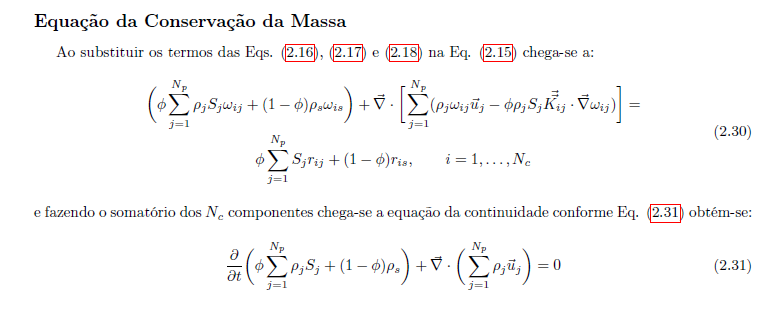 Equação da Conservação da Massa
Ao substituir os termos das Eqs. (2.16), (2.17) e (2.18) na Eq. (2.15) chega-se a:
$\left( \phi \sum_{j=1}^{N_p} \rho_j S_j \omega_{ij} + (1 - \phi) \rho_s \omega_{is} \right) + \vec{\nabla} \cdot \left[ \sum_{j=1}^{N_p} (\rho_j \omega_{ij} \vec{u}_j - \phi \rho_j S_j \vec{\vec{K}}_{ij} \cdot \vec{\nabla} \omega_{ij}) \right] =$
$\phi \sum_{j=1}^{N_p} S_j r_{ij} + (1 - \phi) r_{is}, \qquad i = 1, \ldots, N_c$ (2.30)
e fazendo o somatório dos $N_c$ componentes chega-se a equação da continuidade conforme Eq. (2.31) obtém-se:
$\frac{\partial}{\partial t} \left( \phi \sum_{j=1}^{N_p} \rho_j S_j + (1 - \phi) \rho_s \right) + \vec{\nabla} \cdot \left( \sum_{j=1}^{N_p} \rho_j \vec{u}_j \right) = 0$ (2.31)